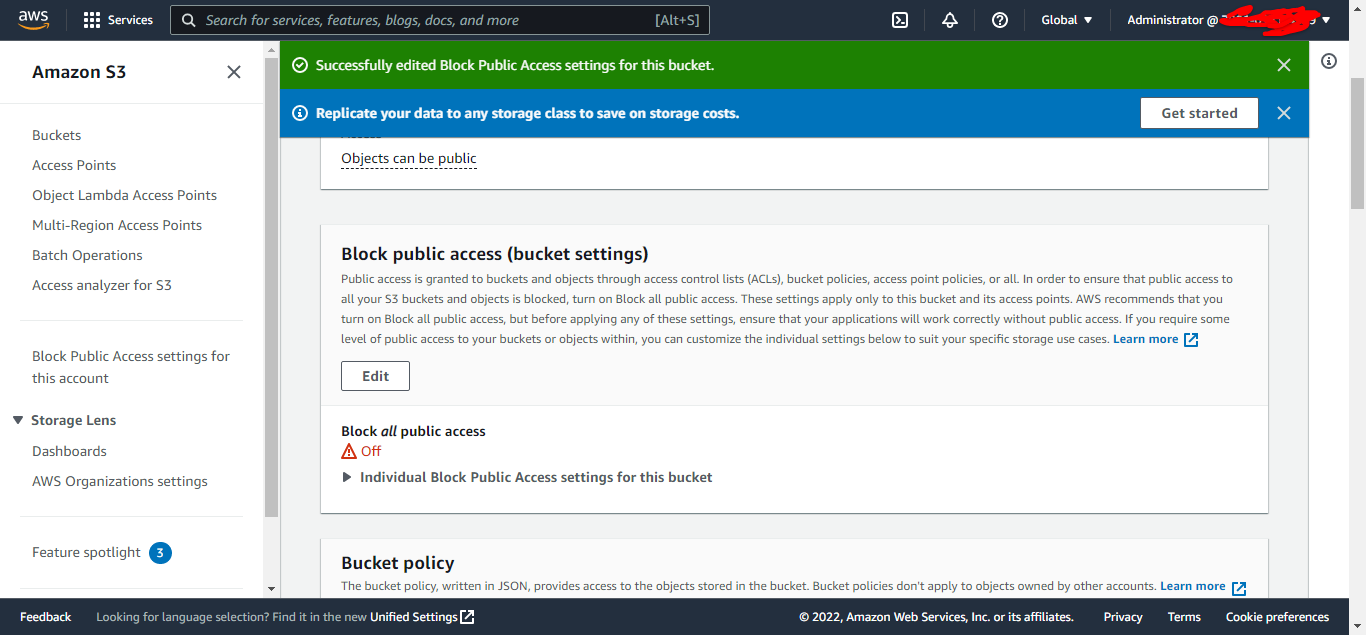 aws
Services
Search for services, features, blogs, docs, and more
[Alt+S]
Global
Administrator @
Amazon S3
Buckets
Access Points
Object Lambda Access Points
Multi-Region Access Points
Batch Operations
Access analyzer for S3
Block Public Access settings for
this account
Storage Lens
Dashboards
AWS Organizations settings
Feature spotlight 3
Successfully edited Block Public Access settings for this bucket.
Replicate your data to any storage class to save on storage costs.
Get started
Objects can be public
Block public access (bucket settings)
Public access is granted to buckets and objects through access control lists (ACLs), bucket policies, access point policies, or all. In order to ensure that public access to
all your S3 buckets and objects is blocked, turn on Block all public access. These settings apply only to this bucket and its access points. AWS recommends that you
turn on Block all public access, but before applying any of these settings, ensure that your applications will work correctly without public access. If you require some
level of public access to your buckets or objects within, you can customize the individual settings below to suit your specific storage use cases. Learn more
Edit
Block all public access
Off
Individual Block Public Access settings for this bucket
Bucket policy
The bucket policy, written in JSON, provides access to the objects stored in the bucket. Bucket policies don't apply to objects owned by other accounts. Learn more
Feedback
Looking for language selection? Find it in the new Unified Settings
© 2022, Amazon Web Services, Inc. or its affiliates.
Privacy
Terms
Cookie preferences